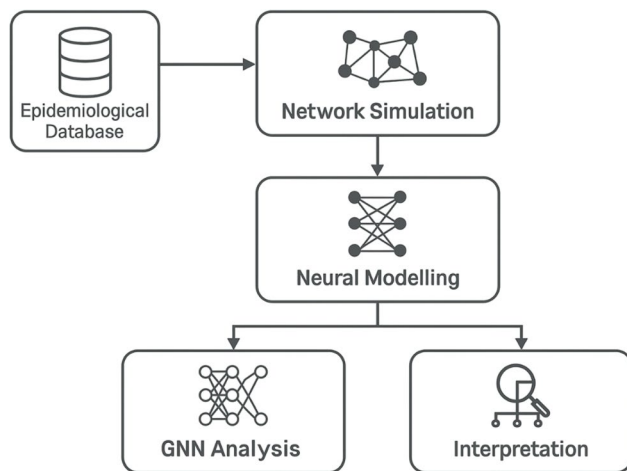 Epidemiological
Database
Network Simulation
Neural Modelling
GNN Analysis
Interpretation